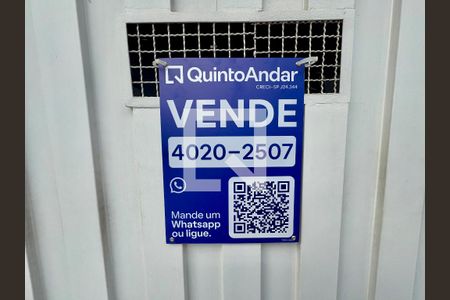 QuintoAndar
CRECI-SP J24.344
VENDE
4020-2507
Mande um
Whatsapp
ou ligue.